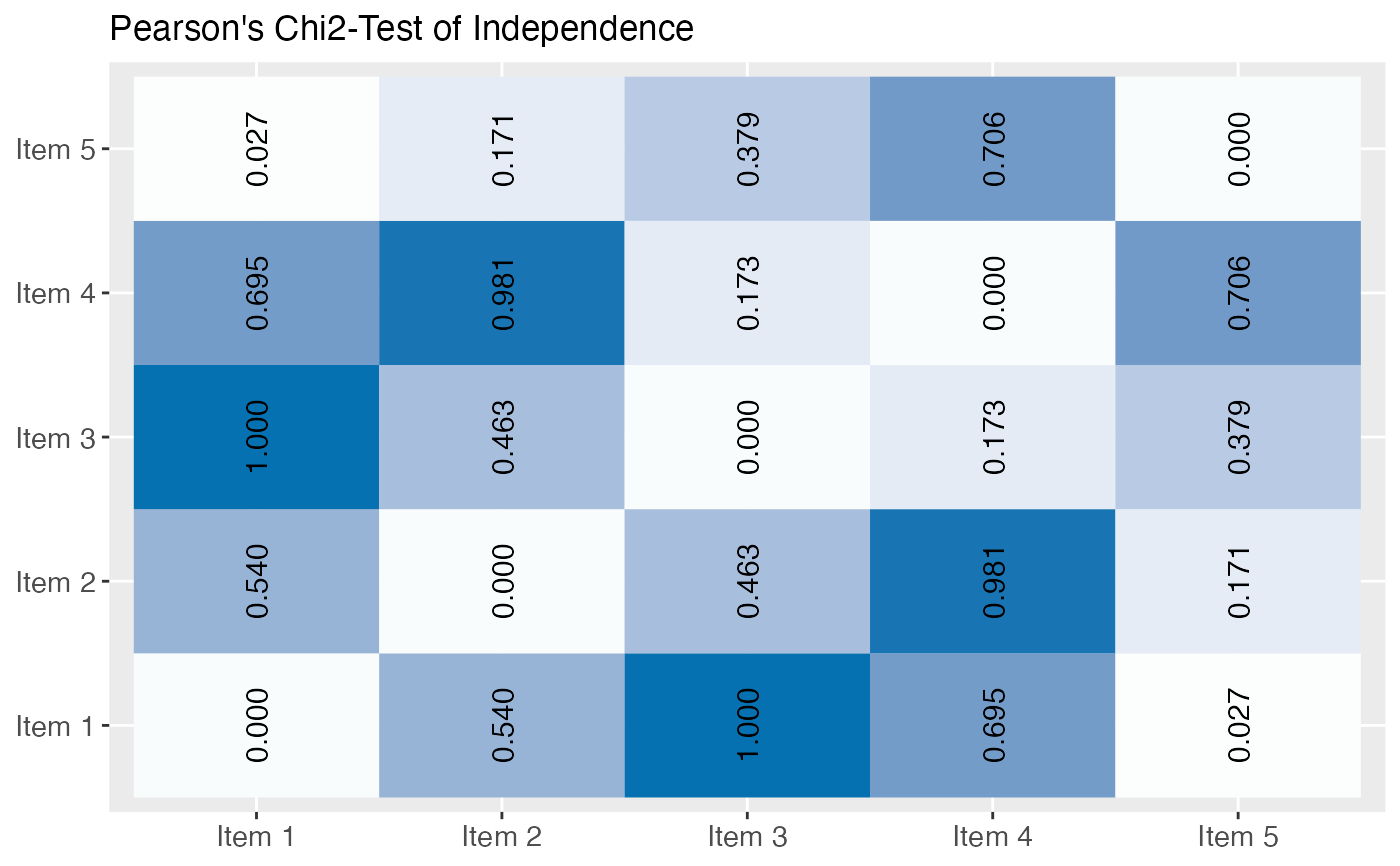 Pearson's Chi2-Test of Independence
Item 5 0.027 0.171 0.379 0.706 0.000
Item 4 0.695 0.981 0.173 0.000 0.706
Item 3 1.000 0.463 0.000 0.173 0.379
Item 2 0.540 0.000 0.463 0.981 0.171
Item 1 0.000 0.540 1.000 0.695 0.027
Item 1 Item 2 Item 3 Item 4 Item 5